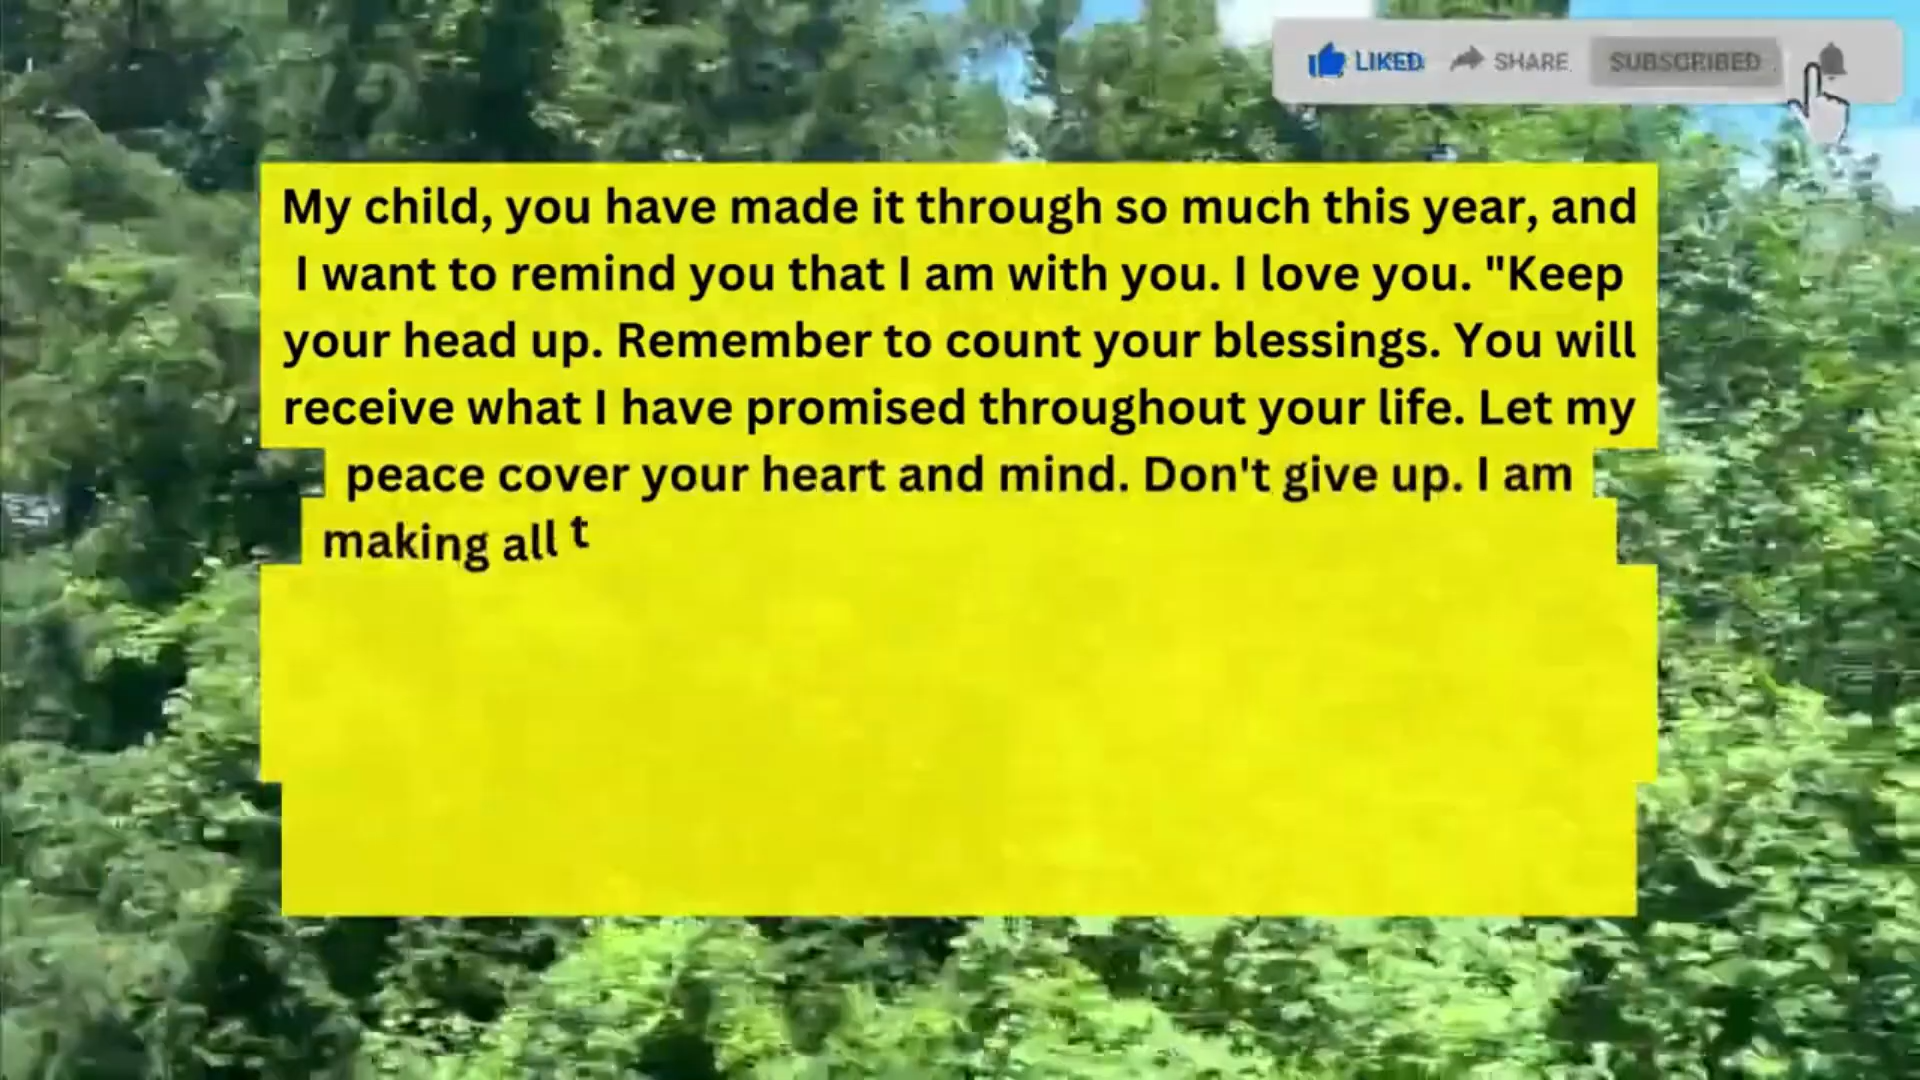 LIKED SHARE SUBSCRIBED
My child, you have made it through so much this year, and
I want to remind you that I am with you. I love you. "Keep
your head up. Remember to count your blessings. You will
receive what I have promised throughout your life. Let my
peace cover your heart and mind. Don't give up. I am
making all t